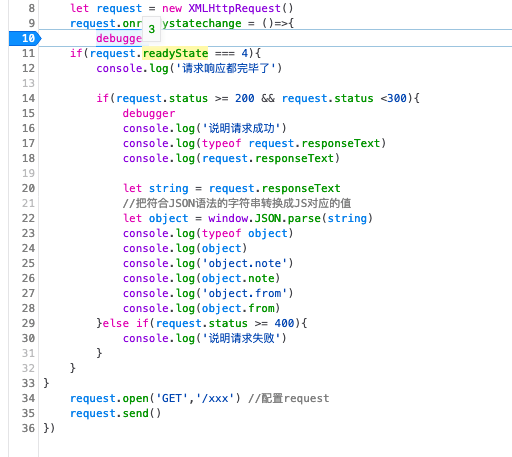 8 let request = new XMLHttpRequest()
9 request.onreadystatechange = ()=>{
3
10 debugger
11 if(request.readyState === 4){
12 console.log('请求响应都完毕了')
13
14 if(request.status >= 200 && request.status <300){
15 debugger
16 console.log('说明请求成功')
17 console.log(typeof request.responseText)
18 console.log(request.responseText)
19
20 let string = request.responseText
21 //把符合JSON语法的字符串转换成JS对应的值
22 let object = window.JSON.parse(string)
23 console.log(typeof object)
24 console.log(object)
25 console.log('object.note')
26 console.log(object.note)
27 console.log('object.from')
28 console.log(object.from)
29 }else if(request.status >= 400){
30 console.log('说明请求失败')
31 }
32 }
33 }
34 request.open('GET','/xxx') //配置request
35 request.send()
36 })